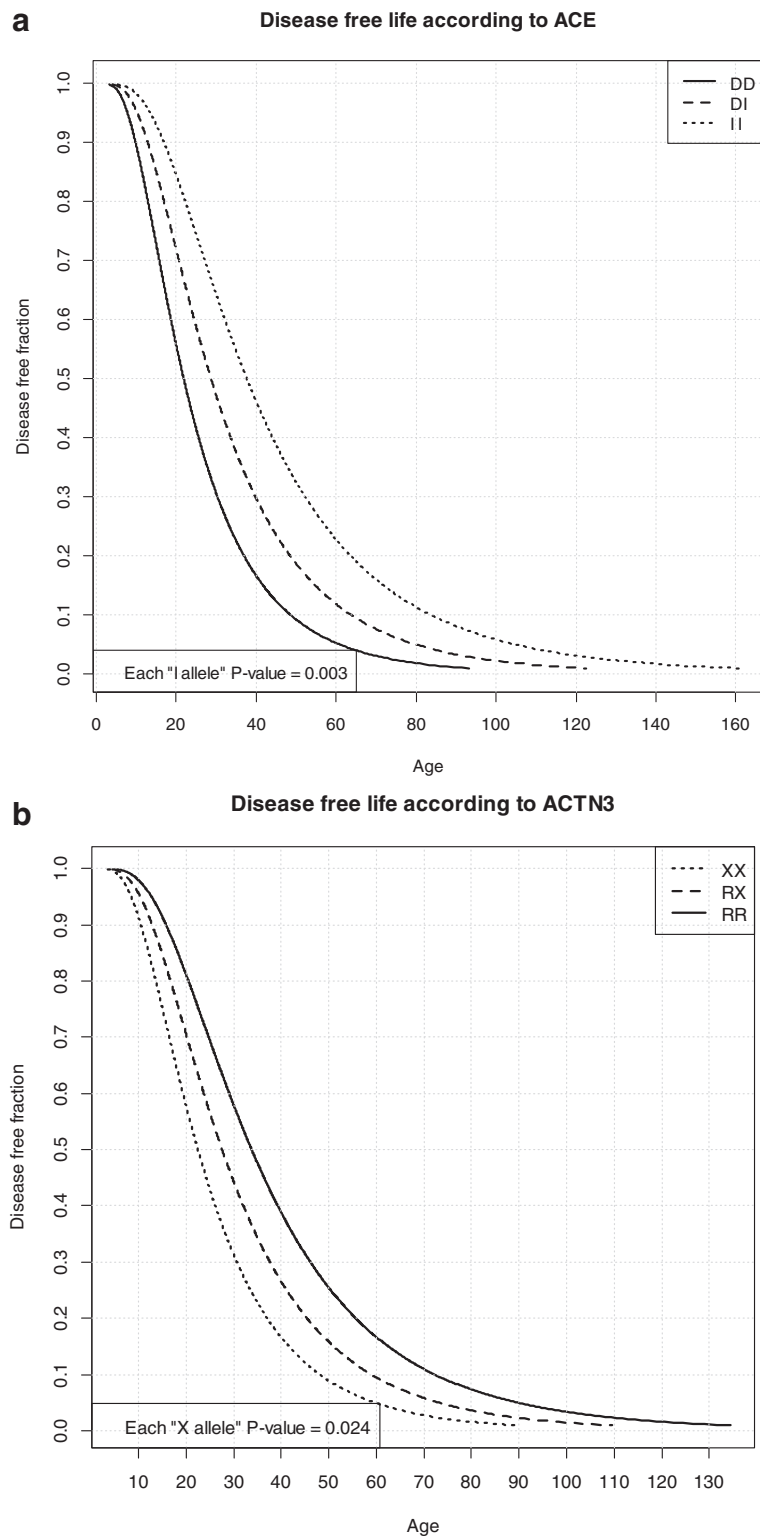 a
Disease free life according to ACE
DD
DI
I I
1.0
0.9
0.8
0.7
0.6
0.5
0.4
0.3
0.2
0.1
0.0
Disease free fraction
Each "I allele" P-value = 0.003
0 20 40 60 80 100 120 140 160
Age
b
Disease free life according to ACTN3
XX
RX
RR
1.0
0.9
0.8
0.7
0.6
0.5
0.4
0.3
0.2
0.1
0.0
Disease free fraction
Each "X allele" P-value = 0.024
10 20 30 40 50 60 70 80 90 100 110 120 130
Age